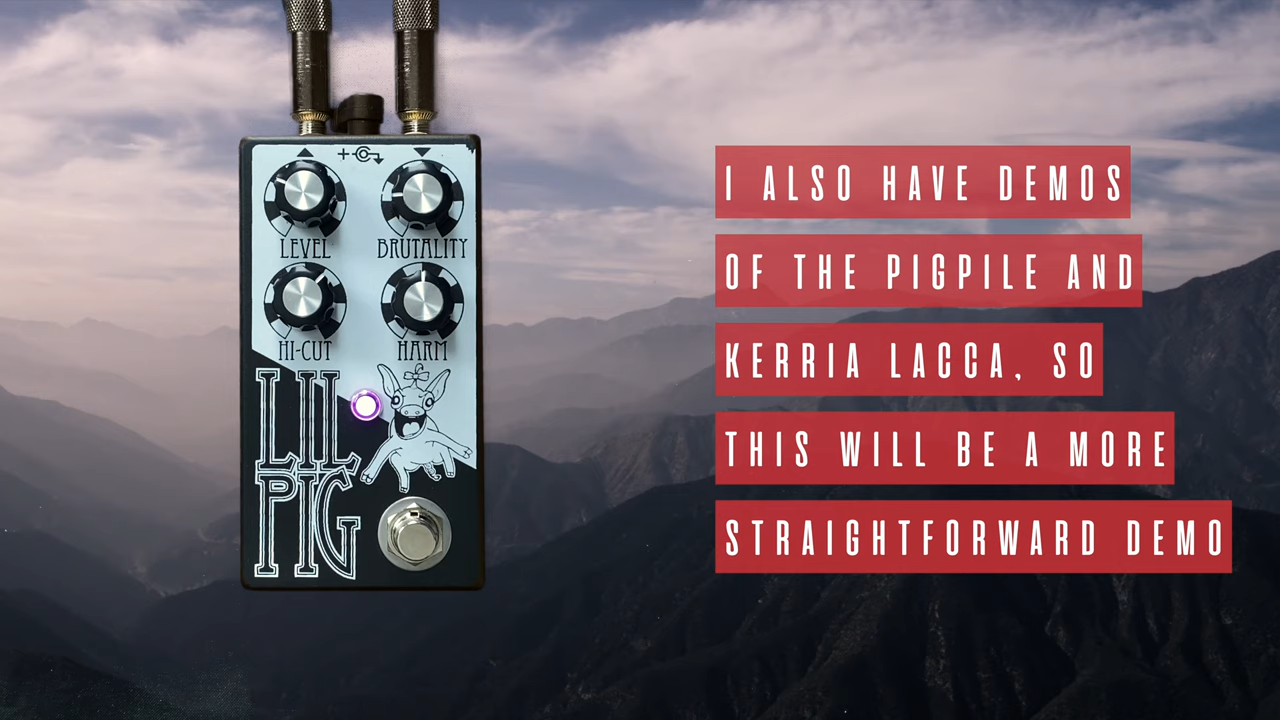 LEVEL BRUTALITY
HI-CUT HARM
LIL
PIG
I ALSO HAVE DEMOS
OF THE PIGPILE AND
KERRIA LACCA, SO
THIS WILL BE A MORE
STRAIGHTFORWARD DEMO